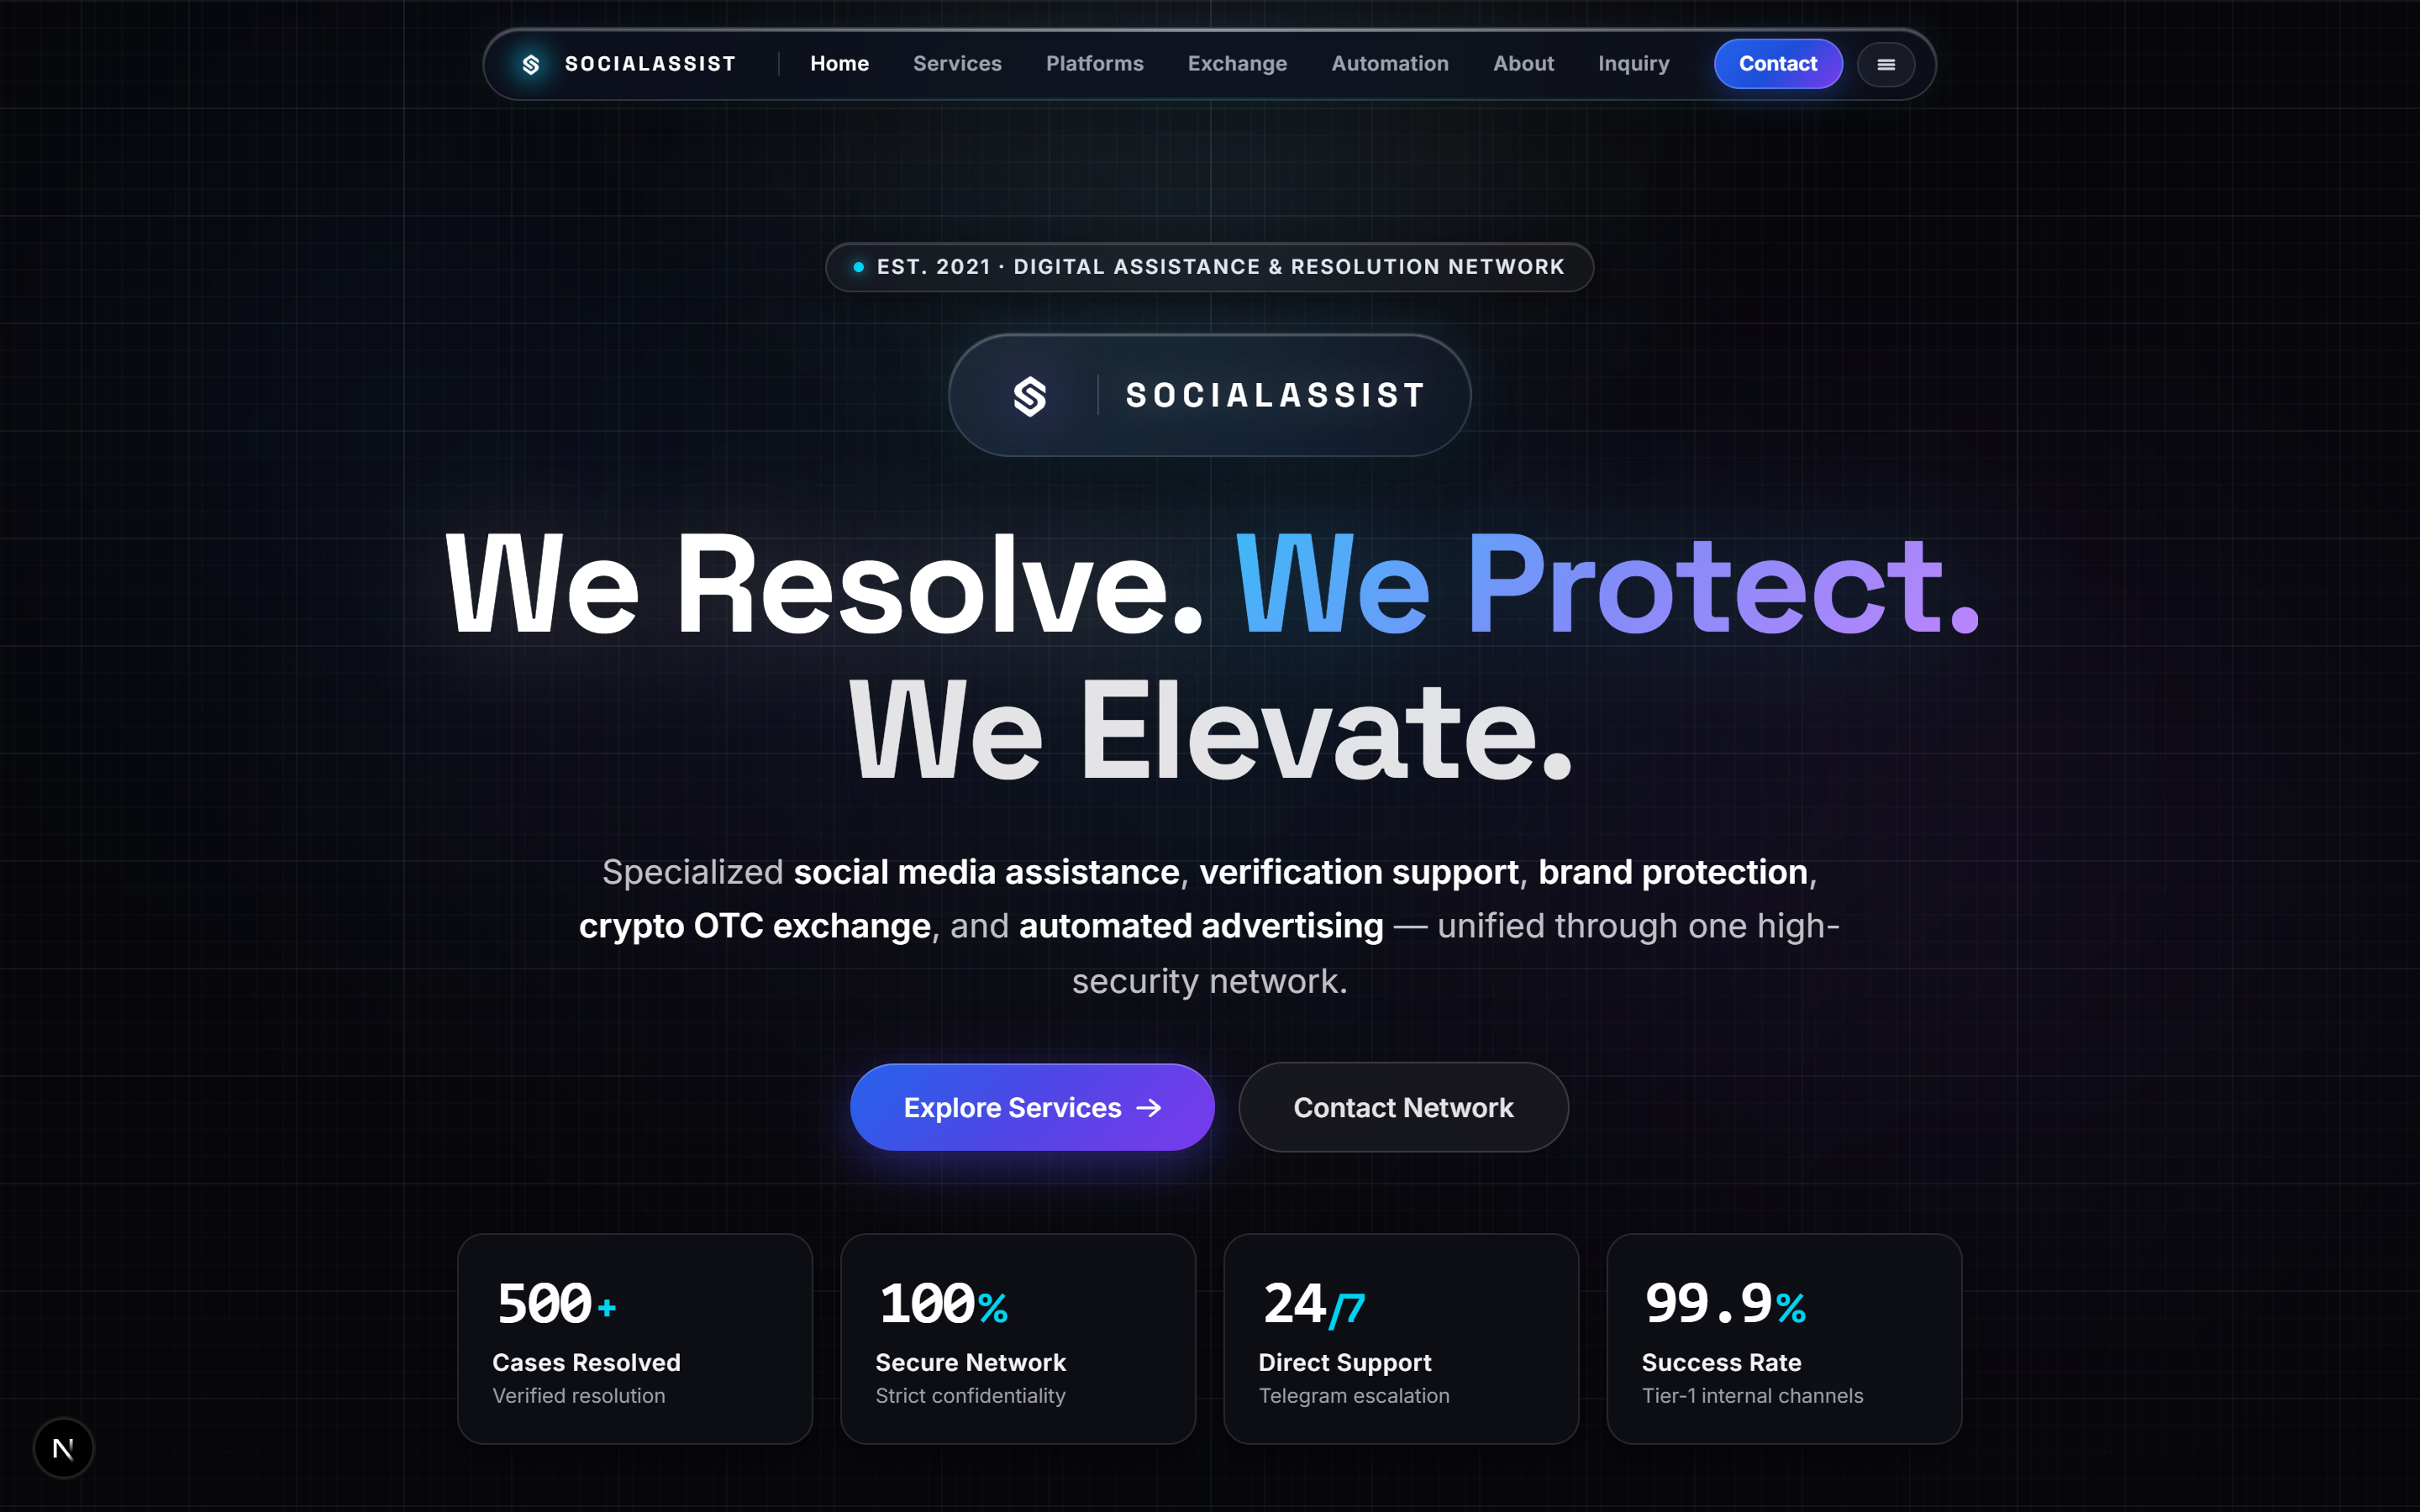 SOCIALASSIST Home Services Platforms Exchange Automation About Inquiry Contact
EST. 2021 · DIGITAL ASSISTANCE & RESOLUTION NETWORK
SOCIALASSIST
We Resolve. We Protect.
We Elevate.
Specialized social media assistance, verification support, brand protection,
crypto OTC exchange, and automated advertising — unified through one high-
security network.
Explore Services →
Contact Network
500+
Cases Resolved
Verified resolution
100%
Secure Network
Strict confidentiality
24/7
Direct Support
Telegram escalation
99.9%
Success Rate
Tier-1 internal channels
N